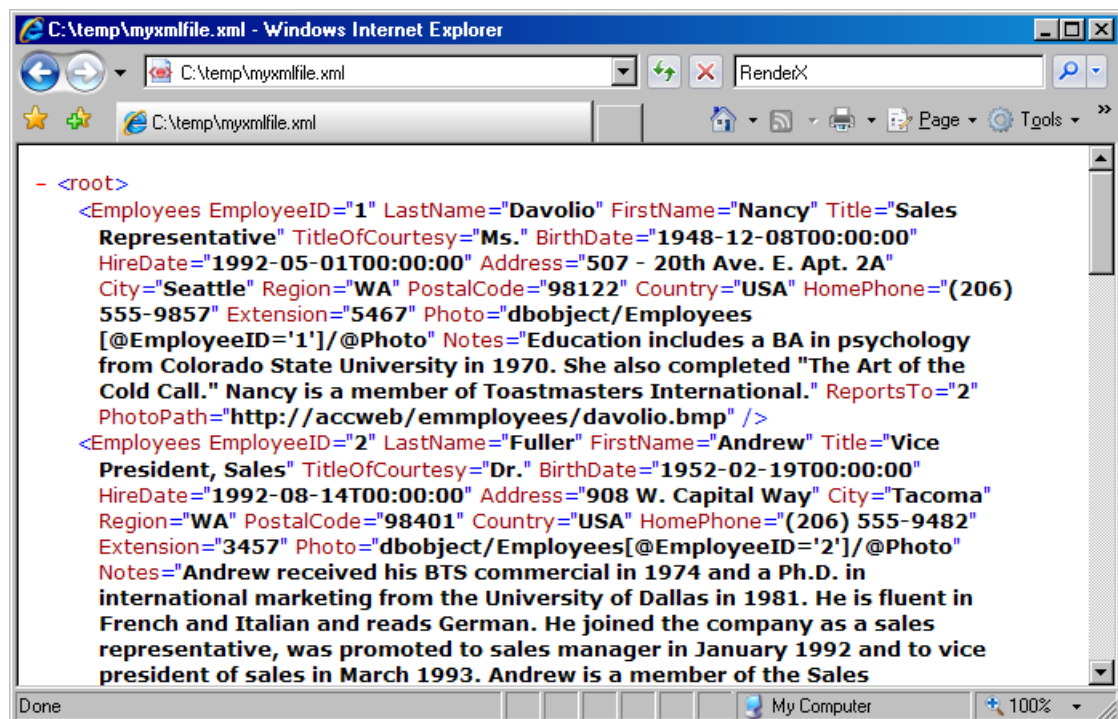 C:\temp\myxmlfile.xml - Windows Internet Explorer
C:\temp\myxmlfile.xml
RenderX
C:\temp\myxmlfile.xml
Page
Tools
»
- <root>
<Employees EmployeeID="1" LastName="Davolio" FirstName="Nancy" Title="Sales
Representative" TitleOfCourtesy="Ms." BirthDate="1948-12-08T00:00:00"
HireDate="1992-05-01T00:00:00" Address="507 - 20th Ave. E. Apt. 2A"
City="Seattle" Region="WA" PostalCode="98122" Country="USA" HomePhone="(206)
555-9857" Extension="5467" Photo="dbobject/Employees
[@EmployeeID='1']/@Photo" Notes="Education includes a BA in psychology
from Colorado State University in 1970. She also completed "The Art of the
Cold Call." Nancy is a member of Toastmasters International." ReportsTo="2"
PhotoPath="http://accweb/emmployees/davolio.bmp" />
<Employees EmployeeID="2" LastName="Fuller" FirstName="Andrew" Title="Vice
President, Sales" TitleOfCourtesy="Dr." BirthDate="1952-02-19T00:00:00"
HireDate="1992-08-14T00:00:00" Address="908 W. Capital Way" City="Tacoma"
Region="WA" PostalCode="98401" Country="USA" HomePhone="(206) 555-9482"
Extension="3457" Photo="dbobject/Employees[@EmployeeID='2']/@Photo"
Notes="Andrew received his BTS commercial in 1974 and a Ph.D. in
international marketing from the University of Dallas in 1981. He is fluent in
French and Italian and reads German. He joined the company as a sales
representative, was promoted to sales manager in January 1992 and to vice
president of sales in March 1993. Andrew is a member of the Sales
Done
My Computer
100%